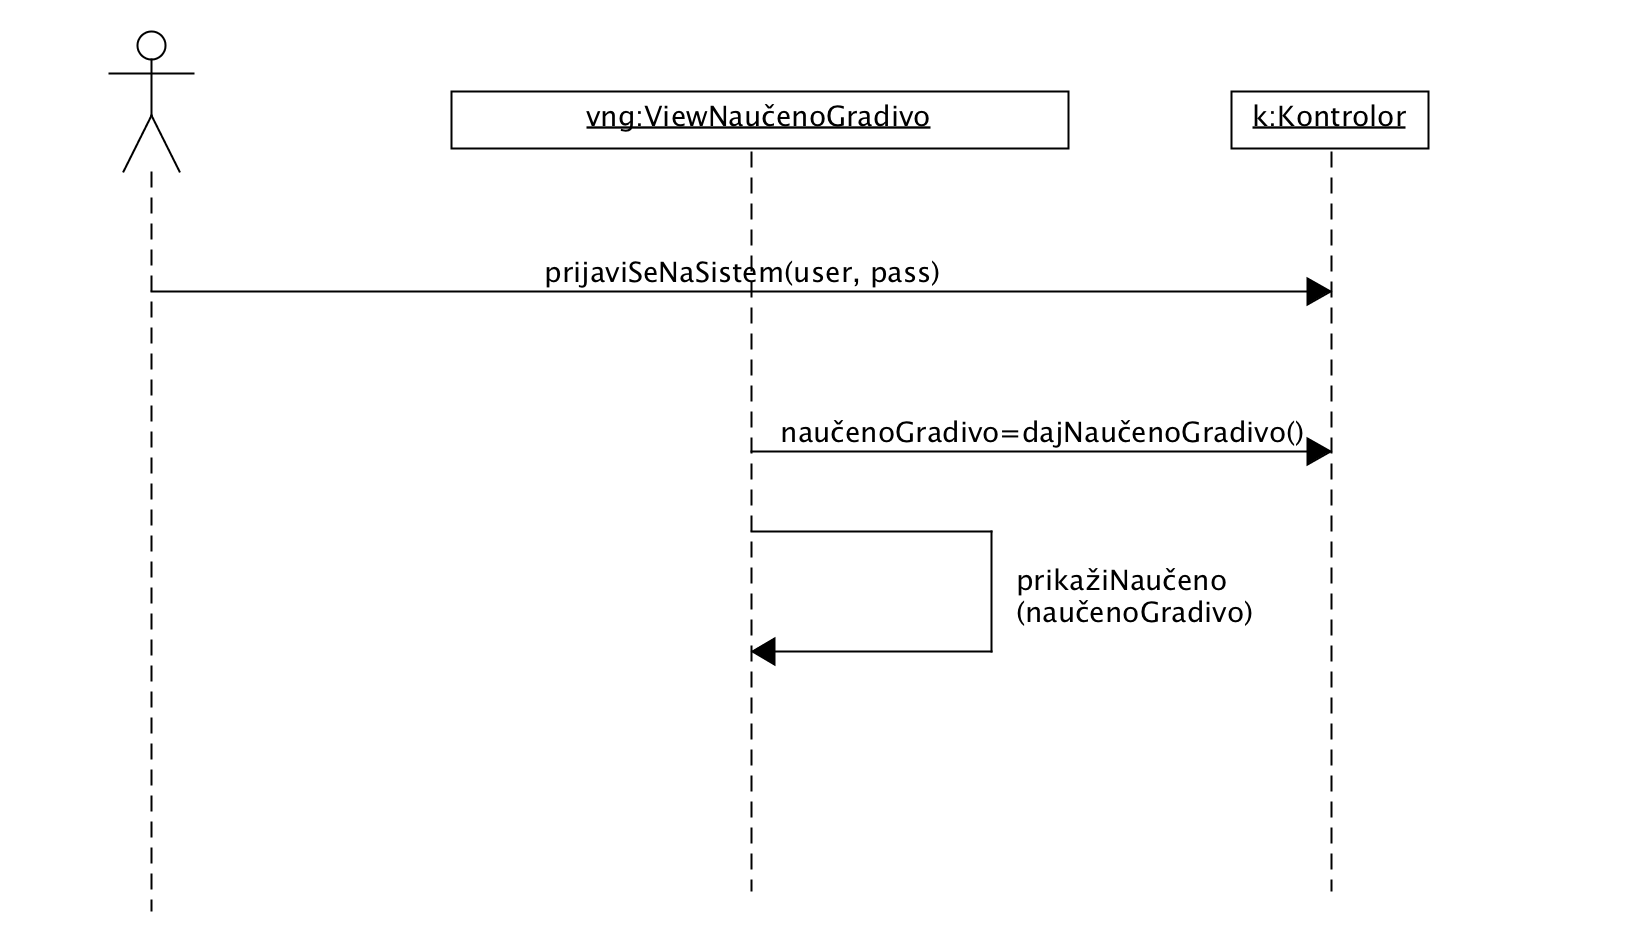 vng:ViewNaučenoGradivo
k:Kontrolor
prijaviSeNaSistem(user, pass)
naučenoGradivo=dajNaučenoGradivo()
prikažiNaučeno
(naučenoGradivo)